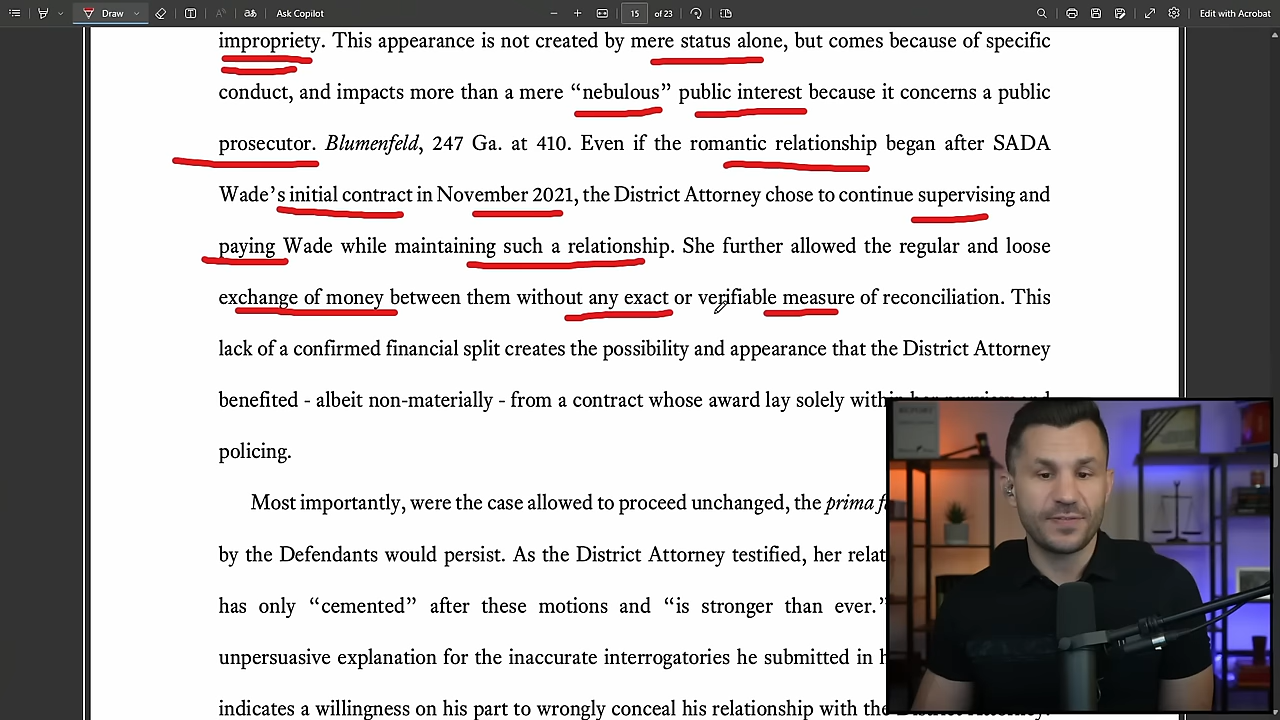 Draw
Ask Copilot
15 of 23
Edit with Acrobat
impropriety. This appearance is not created by mere status alone, but comes because of specific
conduct, and impacts more than a mere “nebulous” public interest because it concerns a public
prosecutor. Blumenfeld, 247 Ga. at 410. Even if the romantic relationship began after SADA
Wade’s initial contract in November 2021, the District Attorney chose to continue supervising and
paying Wade while maintaining such a relationship. She further allowed the regular and loose
exchange of money between them without any exact or verifiable measure of reconciliation. This
lack of a confirmed financial split creates the possibility and appearance that the District Attorney
benefited - albeit non-materially - from a contract whose award lay solely within
policing.
Most importantly, were the case allowed to proceed unchanged, the prima
by the Defendants would persist. As the District Attorney testified, her
has only “cemented” after these motions and “is stronger than ever.”
unpersuasive explanation for the inaccurate interrogatories he submitted in
indicates a willingness on his part to wrongly conceal his relationship with the District Attorney.